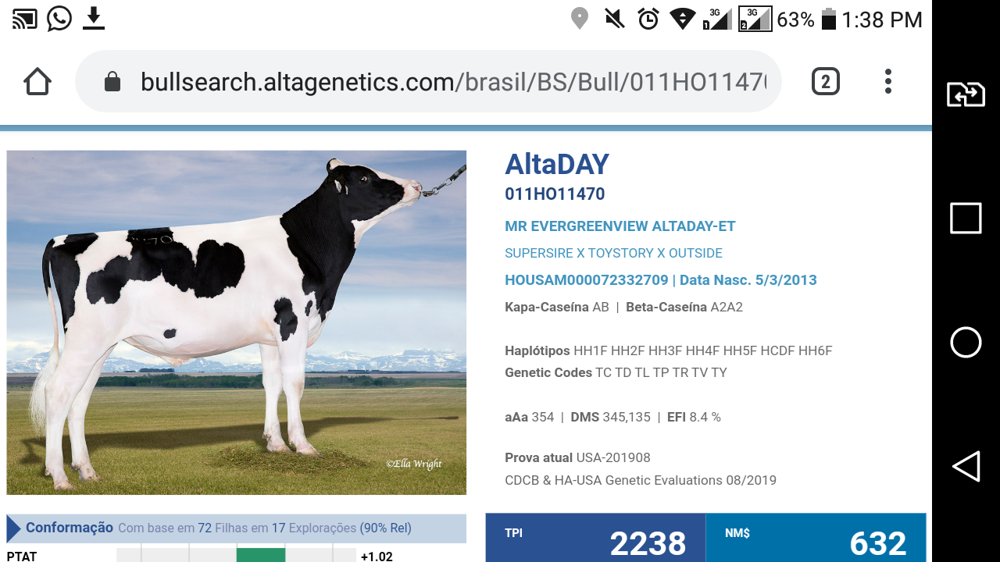 3G 1
3G 2
63%
1:38 PM
bullsearch.altagenetics.com/brasil/BS/Bull/011HO11470
2
AltaDAY
011HO11470
MR EVERGREENVIEW ALTADAY-ET
SUPERSIRE X TOYSTORY X OUTSIDE
HOUSAM000072332709 | Data Nasc. 5/3/2013
Kapa-Caseína AB | Beta-Caseína A2A2
Haplótipos HH1F HH2F HH3F HH4F HH5F HCDF HH6F
Genetic Codes TC TD TL TP TR TV TY
aAa 354 | DMS 345,135 | EFI 8.4 %
Prova atual USA-201908
CDCB & HA-USA Genetic Evaluations 08/2019
©Ella Wright
Conformação Com base em 72 Filhas em 17 Explorações (90% Rel)
PTAT +1.02
TPI 2238
NM$ 632